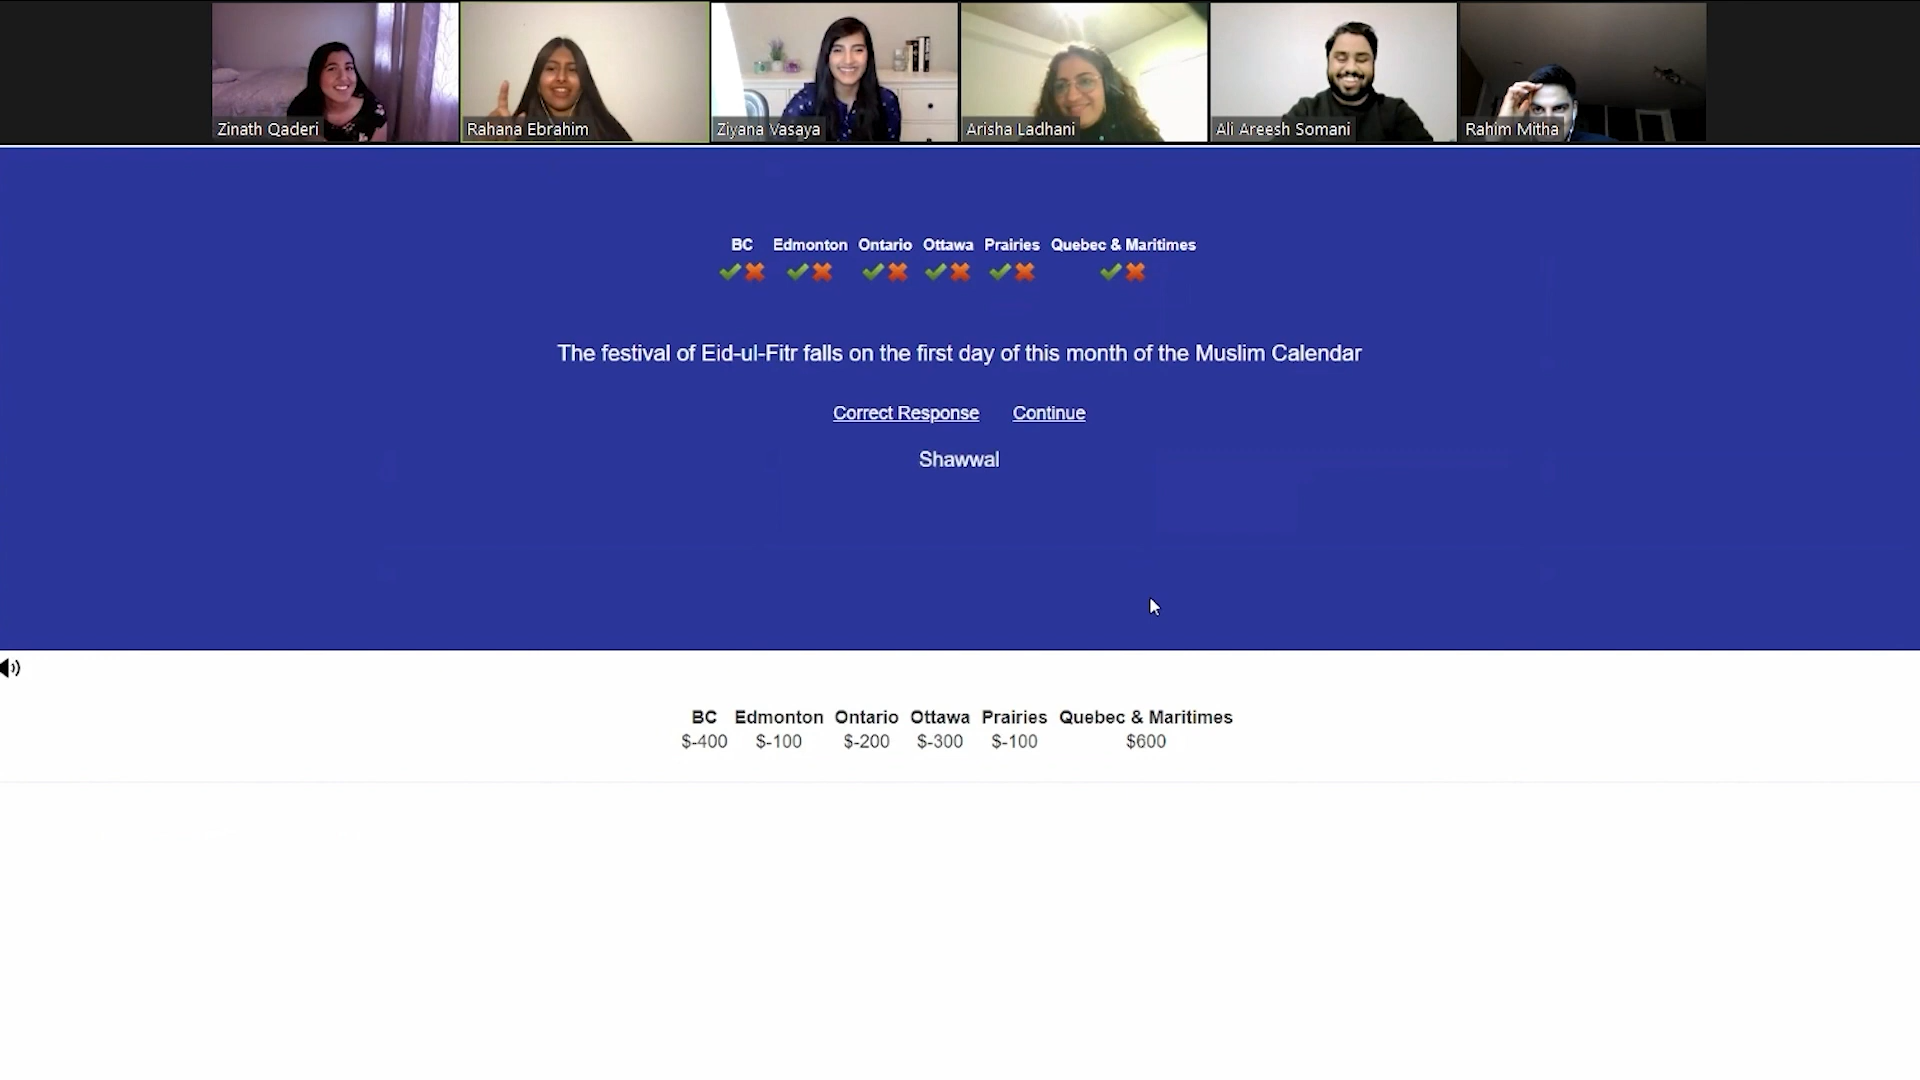 Zinath Qaderi
Rahana Ebrahim
Ziyana Vasaya
Arisha Ladhani
Ali Areesh Somani
Rahim Mitha
BC Edmonton Ontario Ottawa Prairies Quebec & Maritimes
The festival of Eid-ul-Fitr falls on the first day of this month of the Muslim Calendar
Correct Response Continue
Shawwal
BC Edmonton Ontario Ottawa Prairies Quebec & Maritimes
$-400 $-100 $-200 $-300 $-100 $600